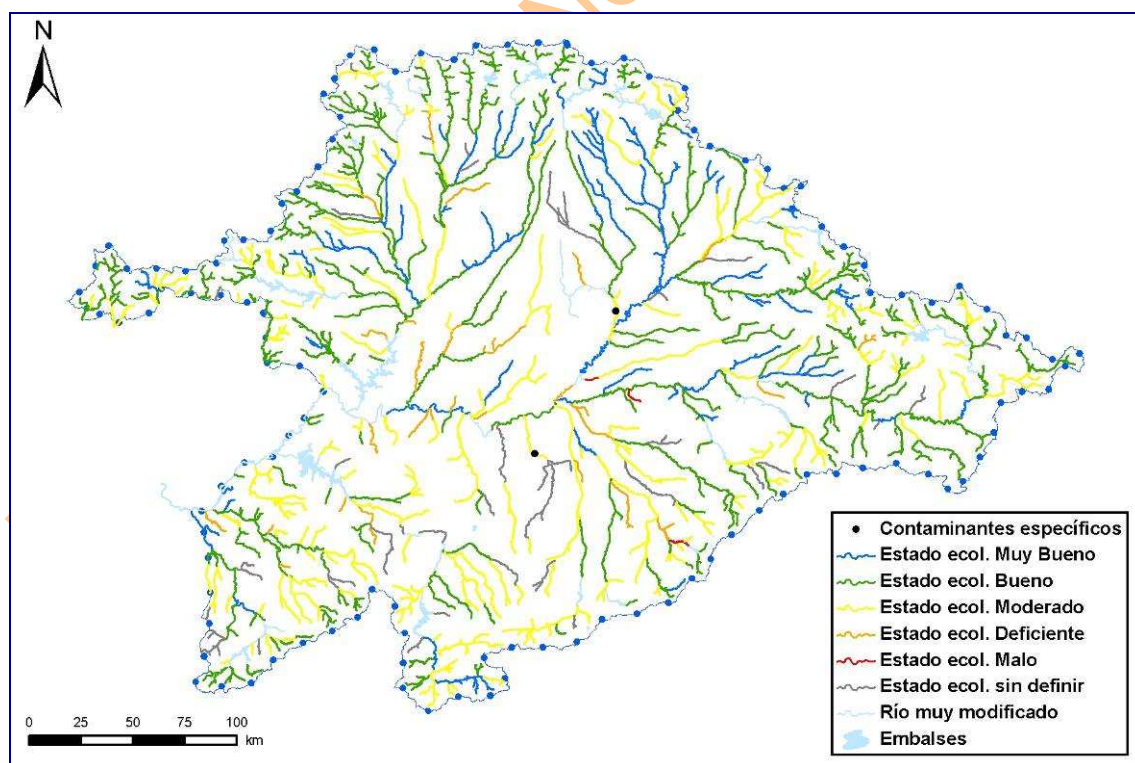 N
Contaminantes específicos
Estado ecol. Muy Bueno
Estado ecol. Bueno
Estado ecol. Moderado
Estado ecol. Deficiente
Estado ecol. Malo
Estado ecol. sin definir
Río muy modificado
Embalses
0 25 50 75 100
km